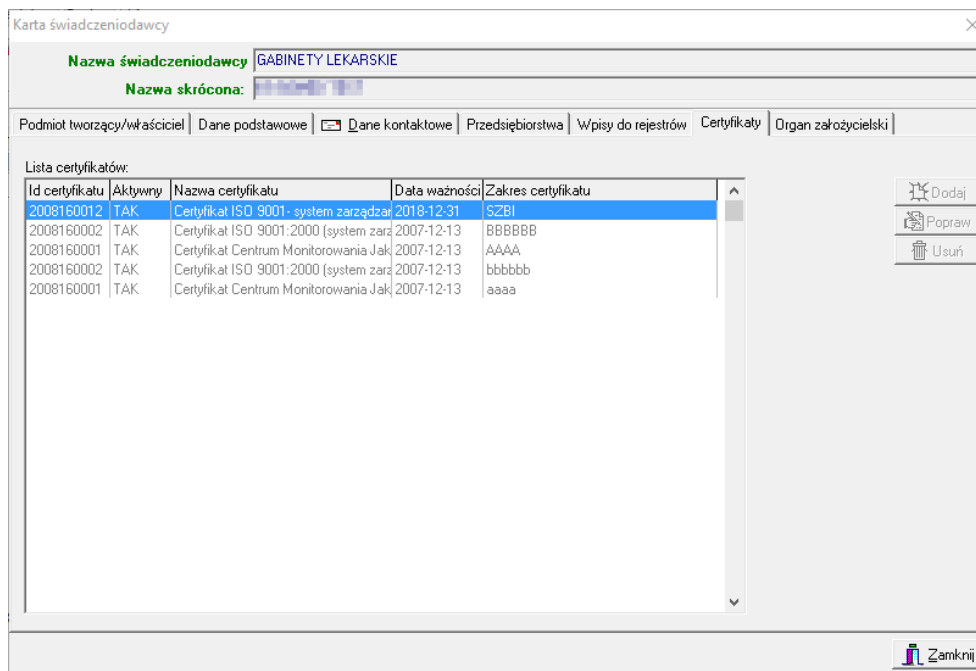 Karta świadczeniodawcy
Nazwa świadczeniodawcy GABINETY LEKARSKIE
Nazwa skrócona:
Podmiot tworzący/właściciel Dane podstawowe Dane kontaktowe Przedsiębiorstwa Wpisy do rejestrów Certyfikaty Organ założycielski
Lista certyfikatów:
Id certyfikatu Aktywny Nazwa certyfikatu Data ważności Zakres certyfikatu
2008160012 TAK Certyfikat ISO 9001- system zarządzar 2018-12-31 SZBI
2008160002 TAK Certyfikat ISO 9001:2000 (system zarz 2007-12-13 BBBBBB
2008160001 TAK Certyfikat Centrum Monitorowania Jak 2007-12-13 AAAA
2008160002 TAK Certyfikat ISO 9001:2000 (system zarz 2007-12-13 bbbbbb
2008160001 TAK Certyfikat Centrum Monitorowania Jak 2007-12-13 aaaa
Dodaj
Popraw
Usuń
Zamknij